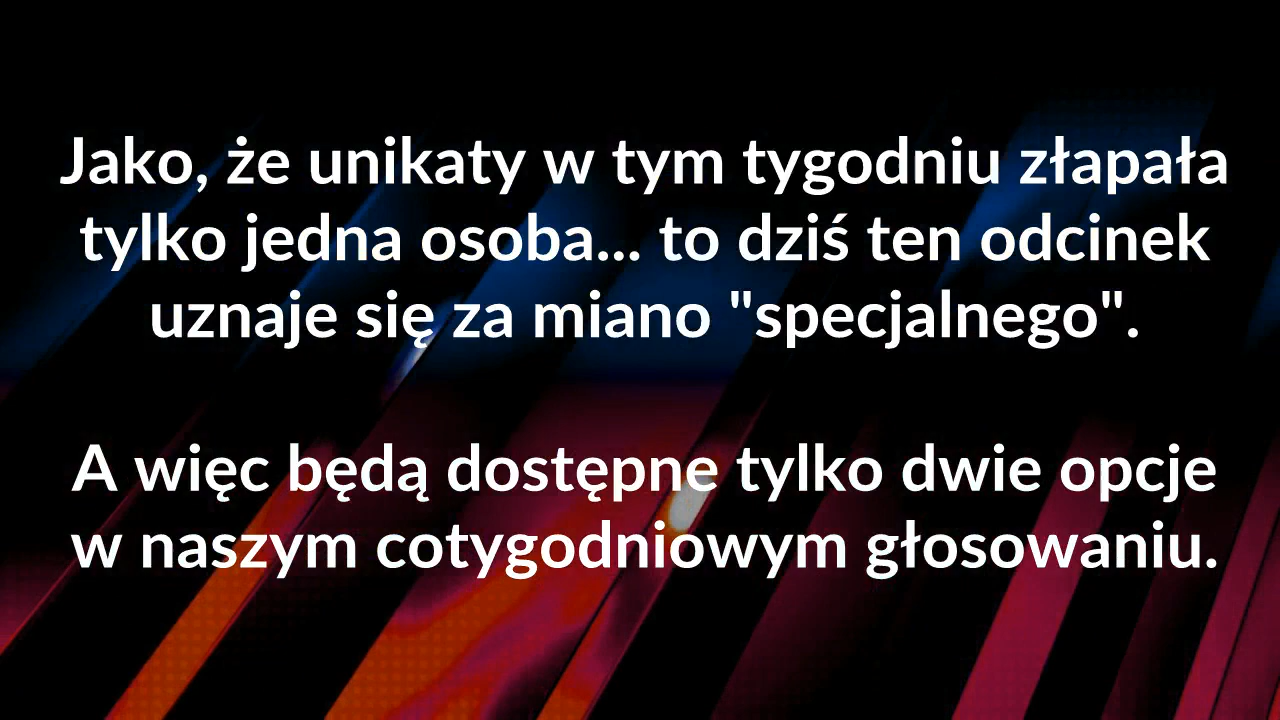 Jako, że unikaty w tym tygodniu złapała
tylko jedna osoba... to dziś ten odcinek
uznaje się za miano "specjalnego".
A więc będą dostępne tylko dwie opcje
w naszym cotygodniowym głosowaniu.